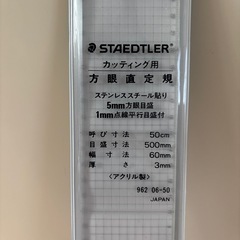 STAEDTLER
カッティング用
方眼直定規
ステンレススチール貼り
5mm方眼目盛
1mm点線平行目盛付
呼び寸法 50cm
目盛寸法 500mm
幅寸法 60mm
厚さ 3mm
<アクリル製>
962 06-50
JAPAN